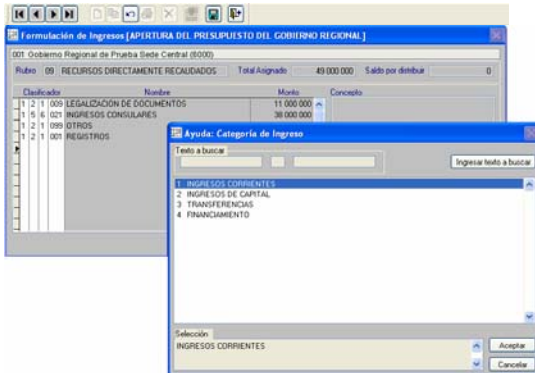 Formulación de Ingresos [APERTURA DEL PRESUPUESTO DEL GOBIERNO REGIONAL]
001 Gobierno Regional de Prueba Sede Central (8000)
Rubro 09 RECURSOS DIRECTAMENTE RECAUDADOS Total Asignado 49 000 000 Saldo por distribuir 0
Clasificador Nombre Monto Concepto
1 2 1 009 LEGALIZACION DE DOCUMENTOS 11 000 000
1 5 6 021 INGRESOS CONSULARES 38 000 000
1 2 1 099 OTROS
1 2 1 001 REGISTROS
Ayuda: Categoría de Ingreso
Texto a buscar
Ingresar texto a buscar
1 INGRESOS CORRIENTES
2 INGRESOS DE CAPITAL
3 TRANSFERENCIAS
4 FINANCIAMIENTO
Selección
INGRESOS CORRIENTES
Aceptar
Cancelar